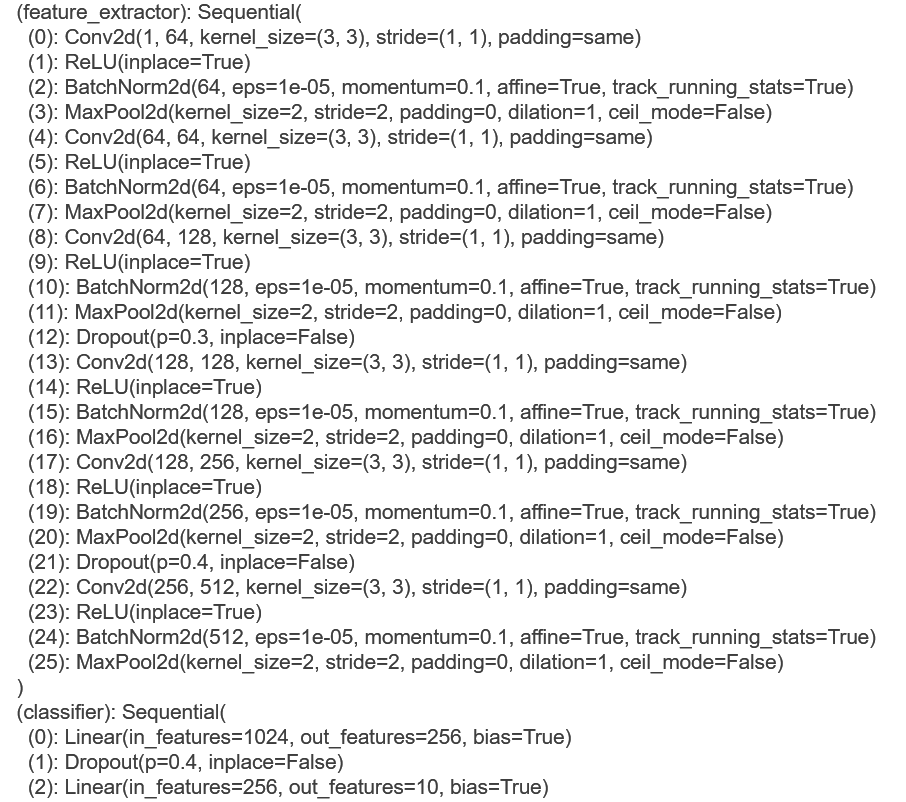 (feature_extractor): Sequential(
(0): Conv2d(1, 64, kernel_size=(3, 3), stride=(1, 1), padding=same)
(1): ReLU(inplace=True)
(2): BatchNorm2d(64, eps=1e-05, momentum=0.1, affine=True, track_running_stats=True)
(3): MaxPool2d(kernel_size=2, stride=2, padding=0, dilation=1, ceil_mode=False)
(4): Conv2d(64, 64, kernel_size=(3, 3), stride=(1, 1), padding=same)
(5): ReLU(inplace=True)
(6): BatchNorm2d(64, eps=1e-05, momentum=0.1, affine=True, track_running_stats=True)
(7): MaxPool2d(kernel_size=2, stride=2, padding=0, dilation=1, ceil_mode=False)
(8): Conv2d(64, 128, kernel_size=(3, 3), stride=(1, 1), padding=same)
(9): ReLU(inplace=True)
(10): BatchNorm2d(128, eps=1e-05, momentum=0.1, affine=True, track_running_stats=True)
(11): MaxPool2d(kernel_size=2, stride=2, padding=0, dilation=1, ceil_mode=False)
(12): Dropout(p=0.3, inplace=False)
(13): Conv2d(128, 128, kernel_size=(3, 3), stride=(1, 1), padding=same)
(14): ReLU(inplace=True)
(15): BatchNorm2d(128, eps=1e-05, momentum=0.1, affine=True, track_running_stats=True)
(16): MaxPool2d(kernel_size=2, stride=2, padding=0, dilation=1, ceil_mode=False)
(17): Conv2d(128, 256, kernel_size=(3, 3), stride=(1, 1), padding=same)
(18): ReLU(inplace=True)
(19): BatchNorm2d(256, eps=1e-05, momentum=0.1, affine=True, track_running_stats=True)
(20): MaxPool2d(kernel_size=2, stride=2, padding=0, dilation=1, ceil_mode=False)
(21): Dropout(p=0.4, inplace=False)
(22): Conv2d(256, 512, kernel_size=(3, 3), stride=(1, 1), padding=same)
(23): ReLU(inplace=True)
(24): BatchNorm2d(512, eps=1e-05, momentum=0.1, affine=True, track_running_stats=True)
(25): MaxPool2d(kernel_size=2, stride=2, padding=0, dilation=1, ceil_mode=False)
)
(classifier): Sequential(
(0): Linear(in_features=1024, out_features=256, bias=True)
(1): Dropout(p=0.4, inplace=False)
(2): Linear(in_features=256, out_features=10, bias=True)